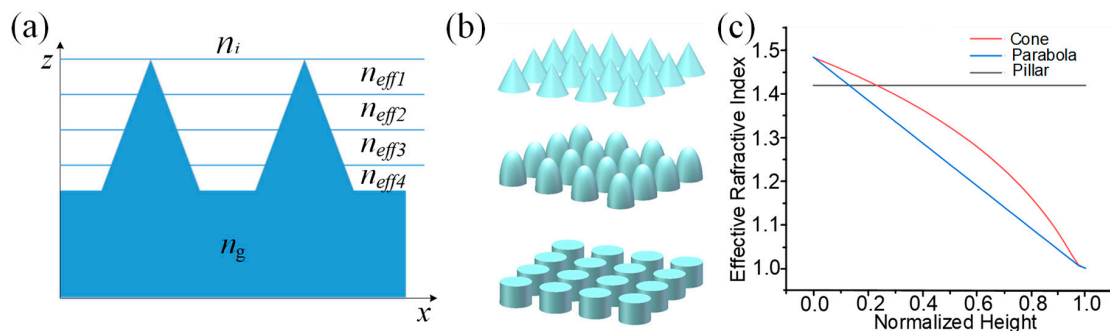 (a)
z
n_i
n_eff1
n_eff2
n_eff3
n_eff4
n_g
x
(b)
(c)
Effective Rafractive Index
1.5
1.4
1.3
1.2
1.1
1.0
Cone
Parabola
Pillar
0.0 0.2 0.4 0.6 0.8 1.0
Normalized Height